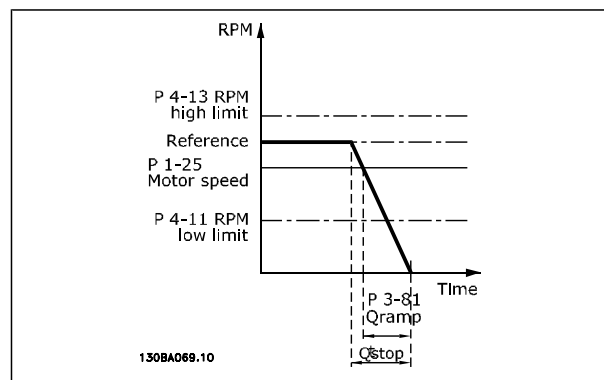 RPM
P 4-13 RPM
high limit
Reference
P 1-25
Motor speed
P 4-11 RPM
low limit
Time
P 3-81
Qramp
Qstop
130BA069.10